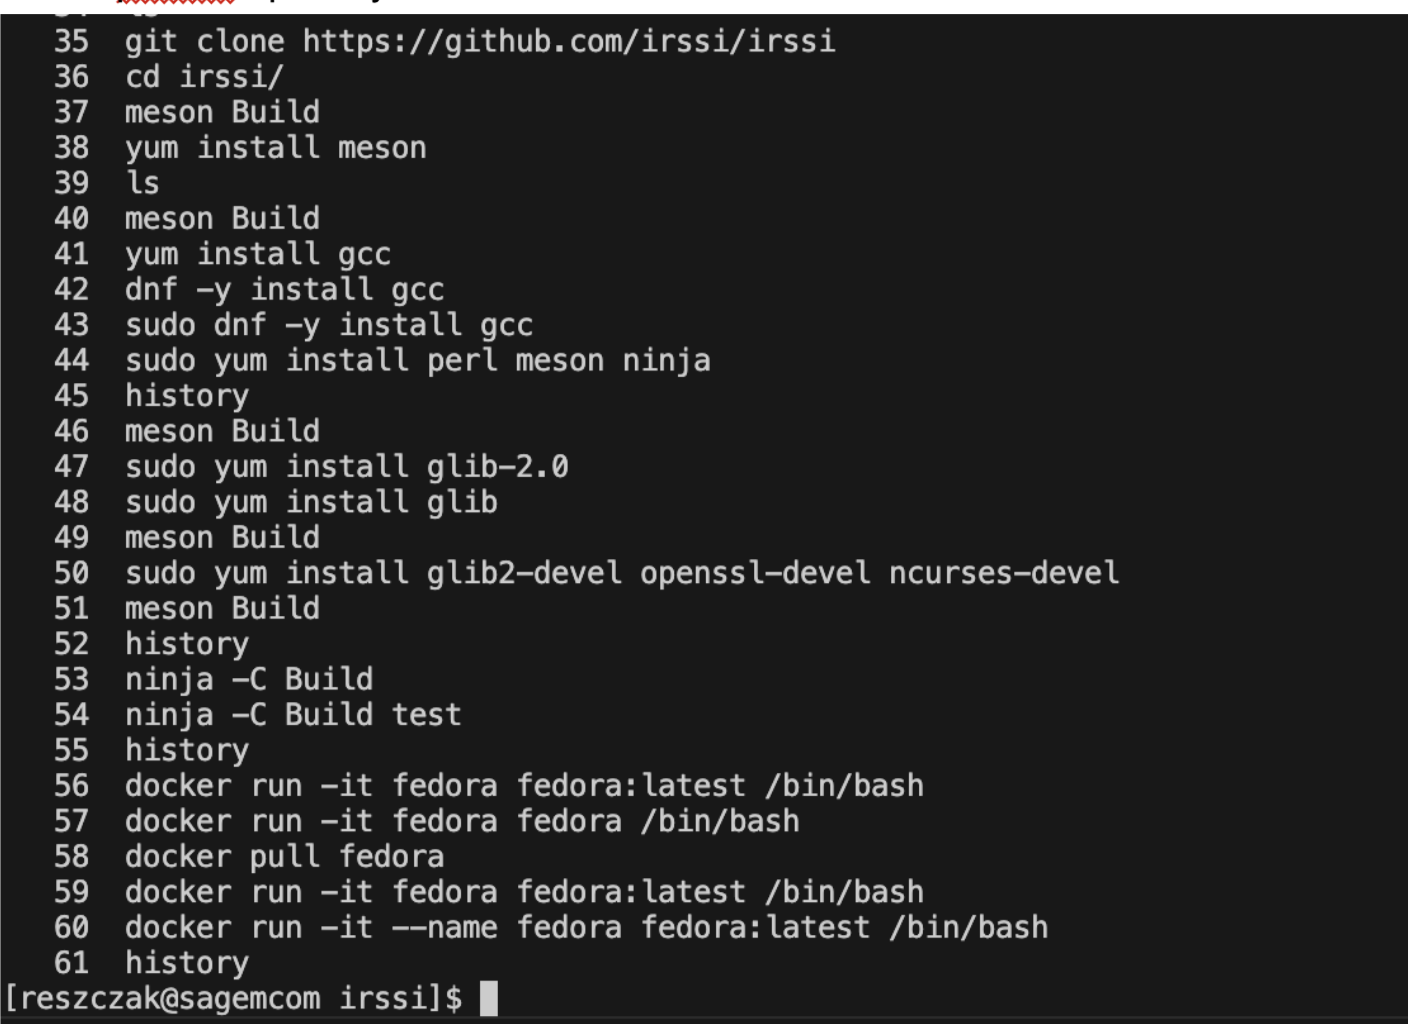 35 git clone https://github.com/irssi/irssi
36 cd irssi/
37 meson Build
38 yum install meson
39 ls
40 meson Build
41 yum install gcc
42 dnf -y install gcc
43 sudo dnf -y install gcc
44 sudo yum install perl meson ninja
45 history
46 meson Build
47 sudo yum install glib-2.0
48 sudo yum install glib
49 meson Build
50 sudo yum install glib2-devel openssl-devel ncurses-devel
51 meson Build
52 history
53 ninja -C Build
54 ninja -C Build test
55 history
56 docker run -it fedora fedora:latest /bin/bash
57 docker run -it fedora fedora /bin/bash
58 docker pull fedora
59 docker run -it fedora fedora:latest /bin/bash
60 docker run -it --name fedora fedora:latest /bin/bash
61 history
[reszczak@sagemcom irssi]$